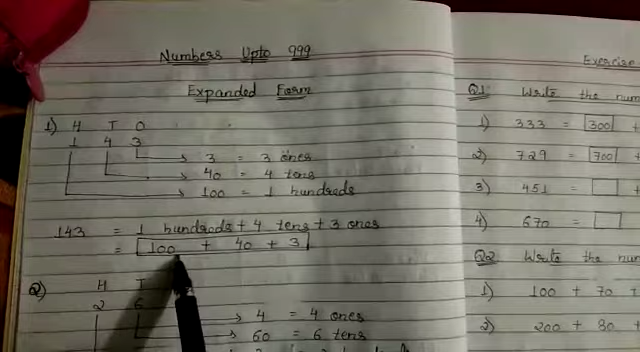 Numbers Upto 999
Expanded Form
1) H T O
1 4 3
3 = 3 ones
40 = 4 tens
100 = 1 hundreds
143 = 1 hundreds + 4 tens + 3 ones
= 100 + 40 + 3
2) H T
2 6
4 = 4 ones
60 = 6 tens
Exercise
Q1 Write the
1) 333 = 300 +
2) 729 = 700 +
3) 451 =
4) 670 =
Q2 Write the
1) 100 + 70 +
2) 200 + 80 +